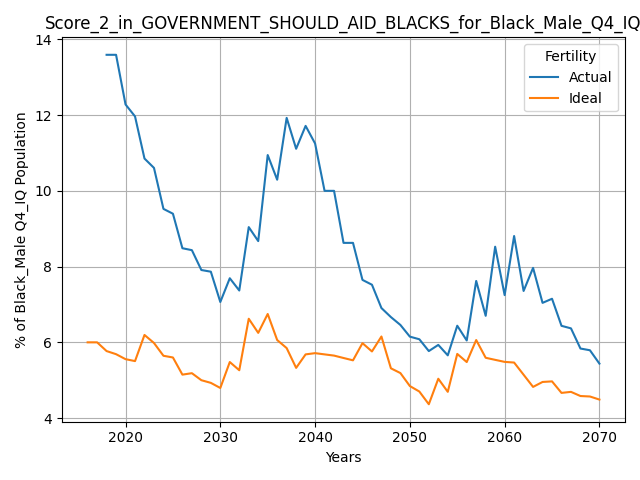 Score_2_in_GOVERNMENT_SHOULD_AID_BLACKS_for_Black_Male_Q4_IQ
% of Black_Male Q4_IQ Population
14
12
10
8
6
4
Fertility
Actual
Ideal
2020 2030 2040 2050 2060 2070
Years